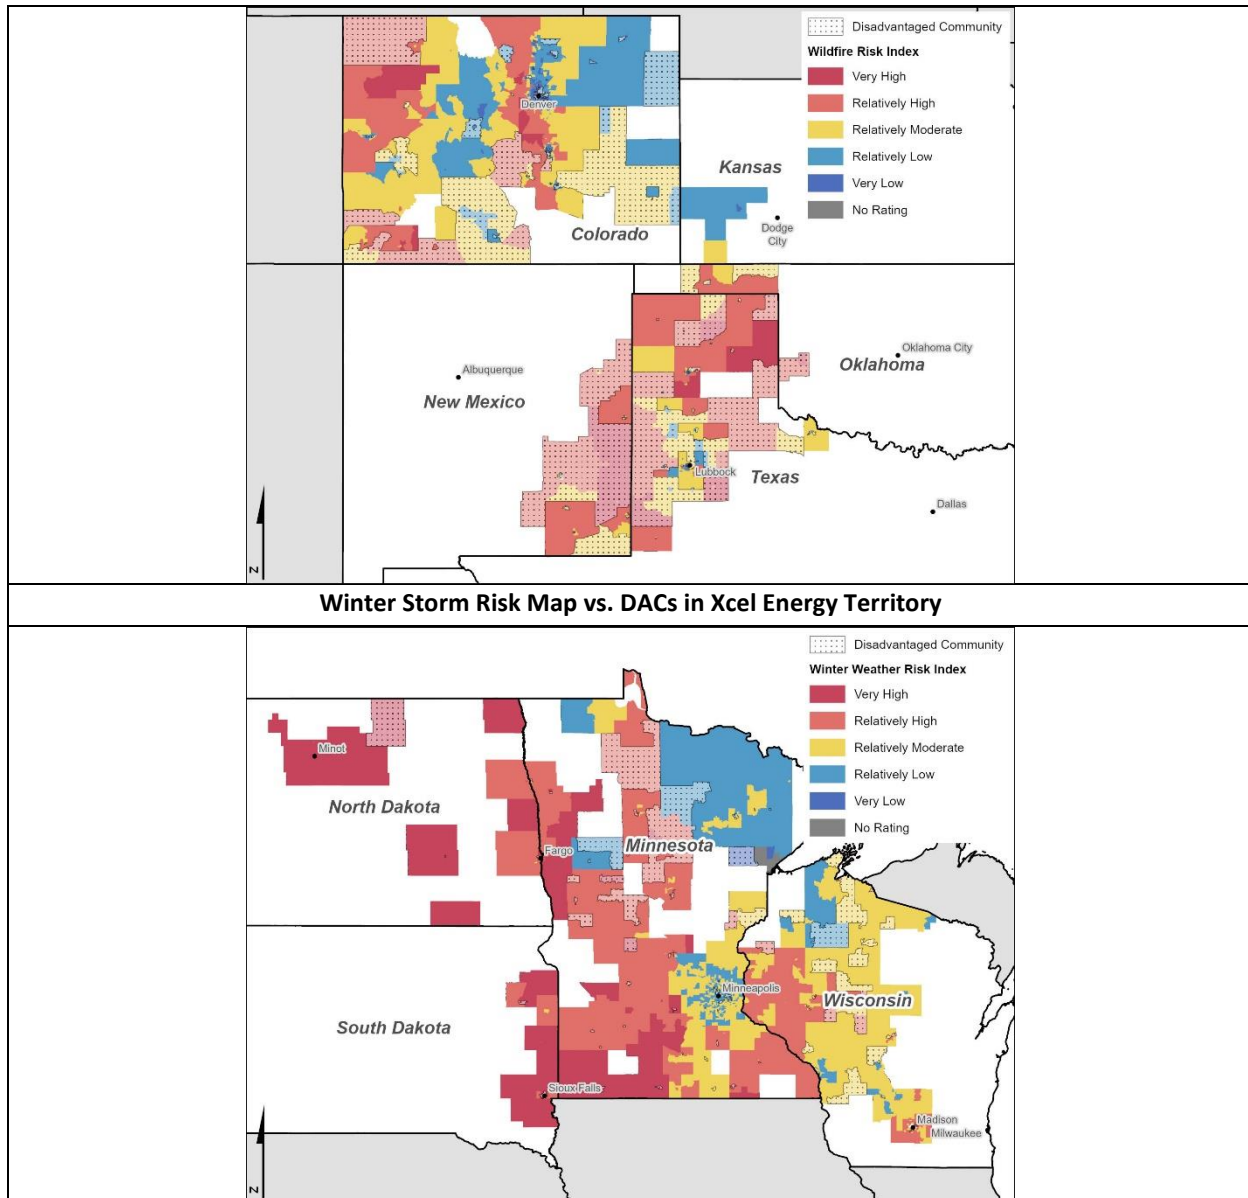 Disadvantaged Community
Wildfire Risk Index
Very High
Relatively High
Relatively Moderate
Relatively Low
Very Low
No Rating
Denver
Kansas
Dodge
City
Colorado
Oklahoma City
Oklahoma
Albuquerque
New Mexico
Lubbock
Texas
Dallas
N
Winter Storm Risk Map vs. DACs in Xcel Energy Territory
Disadvantaged Community
Winter Weather Risk Index
Very High
Relatively High
Relatively Moderate
Relatively Low
Very Low
No Rating
Minot
North Dakota
Fargo
Minnesota
Minneapolis
Wisconsin
South Dakota
Sioux Falls
Madison
Milwaukee
N